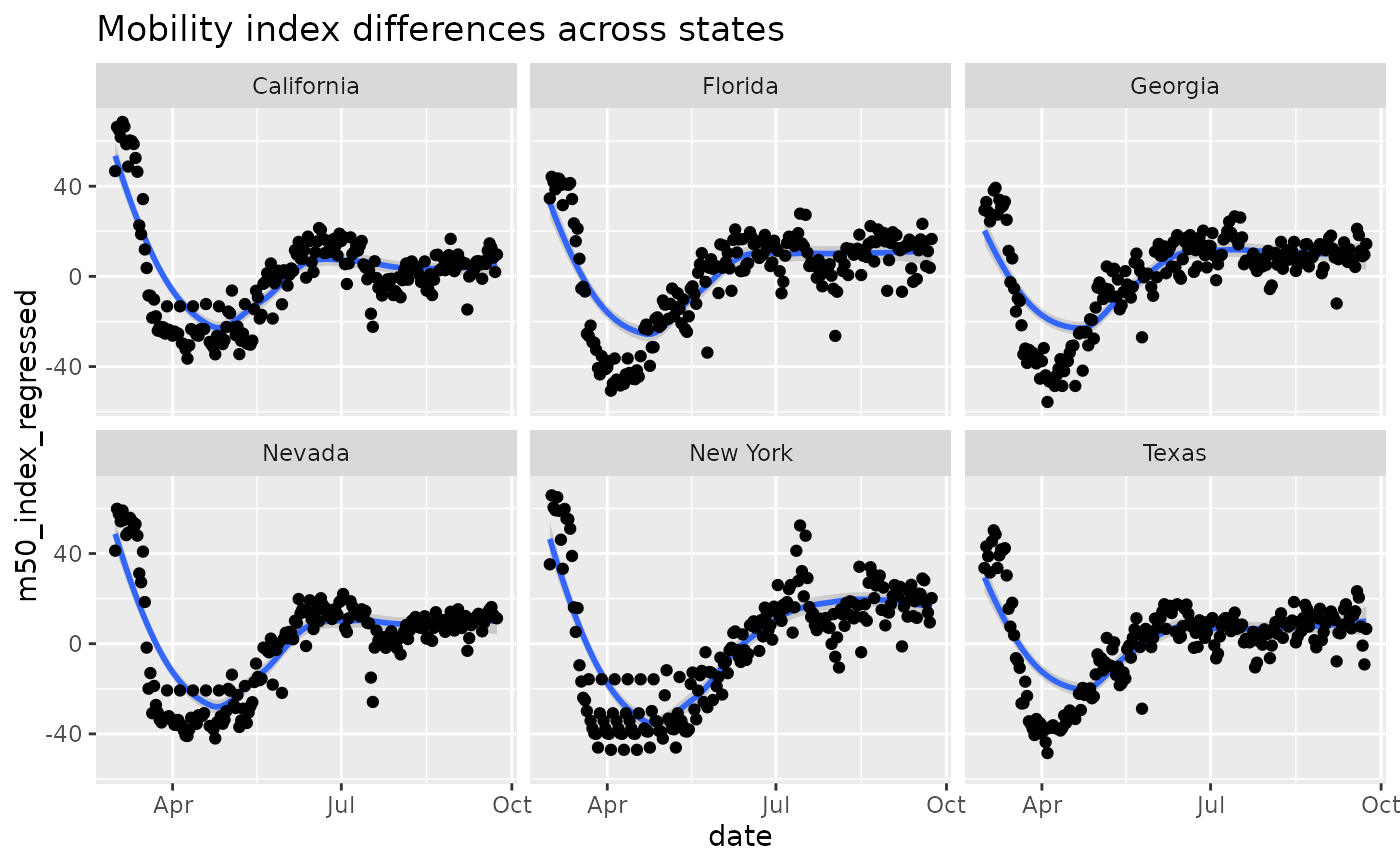 Mobility index differences across states
California Florida Georgia
40
0
-40
Nevada New York Texas
40
0
-40
Apr Jul Oct Apr Jul Oct Apr Jul Oct
date
m50_index_regressed